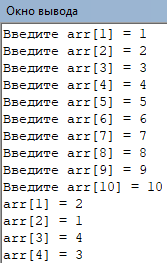 Окно вывода
Введите arr[1] = 1
Введите arr[2] = 2
Введите arr[3] = 3
Введите arr[4] = 4
Введите arr[5] = 5
Введите arr[6] = 6
Введите arr[7] = 7
Введите arr[8] = 8
Введите arr[9] = 9
Введите arr[10] = 10
arr[1] = 2
arr[2] = 1
arr[3] = 4
arr[4] = 3